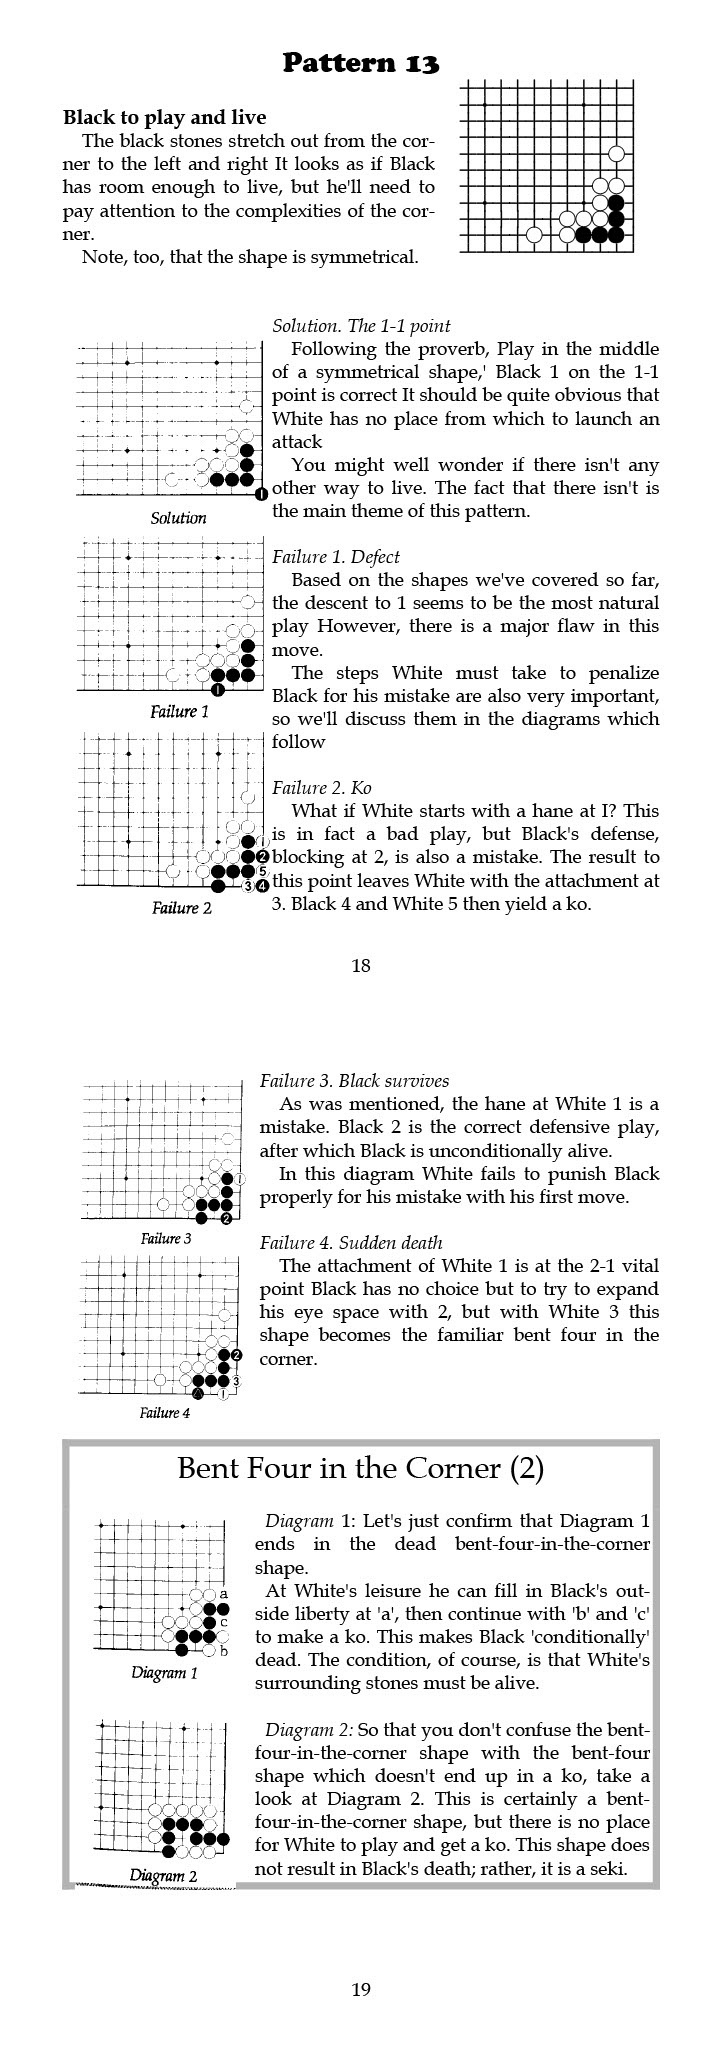 Pattern 13
Black to play and live
The black stones stretch out from the cor-
ner to the left and right It looks as if Black
has room enough to live, but he'll need to
pay attention to the complexities of the cor-
ner.
Note, too, that the shape is symmetrical.
Solution. The 1-1 point
Following the proverb, Play in the middle
of a symmetrical shape,' Black 1 on the 1-1
point is correct It should be quite obvious that
White has no place from which to launch an
attack
You might well wonder if there isn't any
other way to live. The fact that there isn't is
the main theme of this pattern.
1
Solution
Failure 1. Defect
Based on the shapes we've covered so far,
the descent to 1 seems to be the most natural
play However, there is a major flaw in this
move.
The steps White must take to penalize
Black for his mistake are also very important,
so we'll discuss them in the diagrams which
follow
1
Failure 1
Failure 2. Ko
What if White starts with a hane at I? This
is in fact a bad play, but Black's defense,
blocking at 2, is also a mistake. The result to
this point leaves White with the attachment at
3. Black 4 and White 5 then yield a ko.
1
2
5
3 4
Failure 2
18
Failure 3. Black survives
As was mentioned, the hane at White 1 is a
mistake. Black 2 is the correct defensive play,
after which Black is unconditionally alive.
In this diagram White fails to punish Black
properly for his mistake with his first move.
1
2
Failure 3
Failure 4. Sudden death
The attachment of White 1 is at the 2-1 vital
point Black has no choice but to try to expand
his eye space with 2, but with White 3 this
shape becomes the familiar bent four in the
corner.
2
3
1
Failure 4
Bent Four in the Corner (2)
Diagram 1: Let's just confirm that Diagram 1
ends in the dead bent-four-in-the-corner
shape.
At White's leisure he can fill in Black's out-
side liberty at 'a', then continue with 'b' and 'c'
to make a ko. This makes Black 'conditionally'
dead. The condition, of course, is that White's
surrounding stones must be alive.
a
c
b
Diagram 1
Diagram 2: So that you don't confuse the bent-
four-in-the-corner shape with the bent-four
shape which doesn't end up in a ko, take a
look at Diagram 2. This is certainly a bent-
four-in-the-corner shape, but there is no place
for White to play and get a ko. This shape does
not result in Black's death; rather, it is a seki.
Diagram 2
19